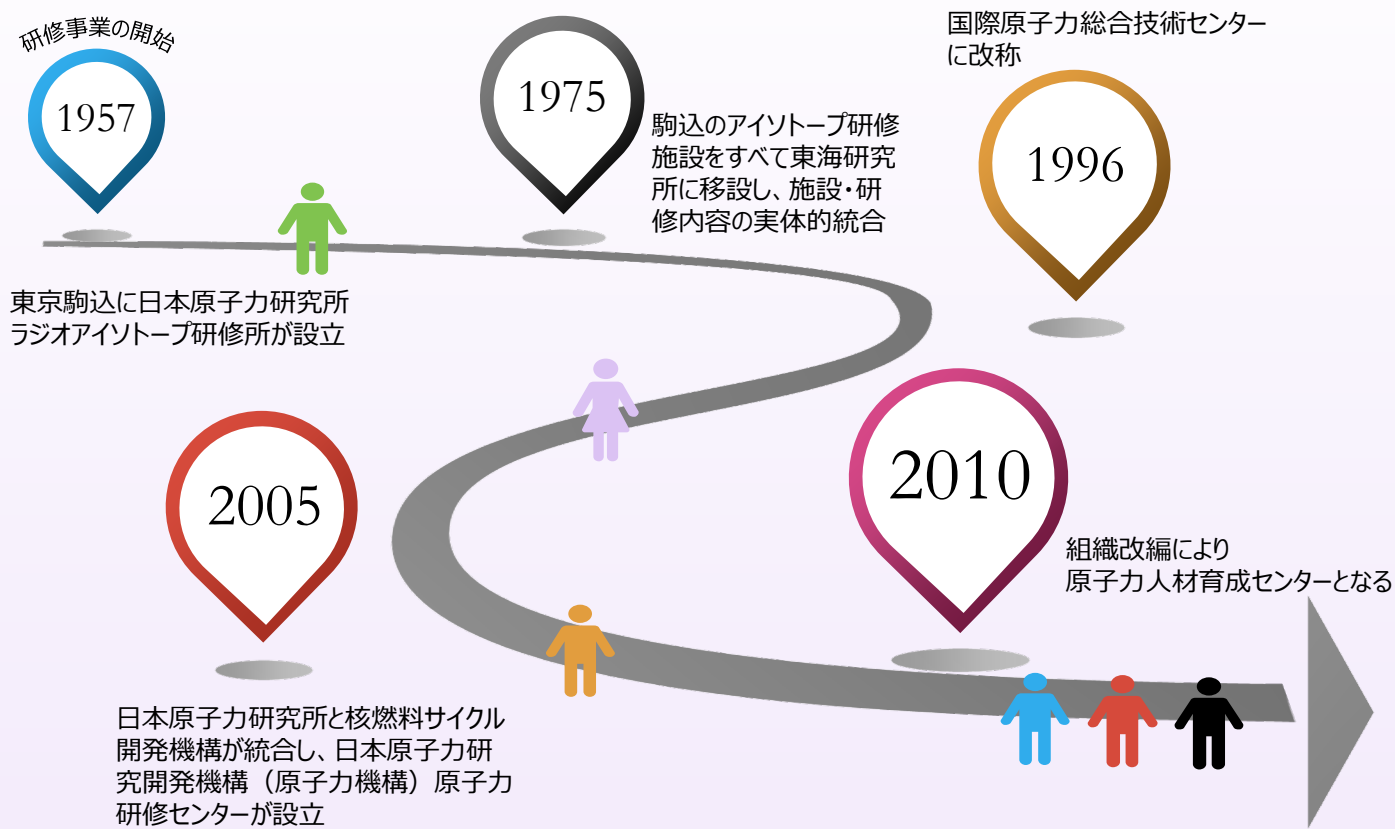 研修事業の開始
1957
東京駒込に日本原子力研究所
ラジオアイソトープ研修所が設立
1975
駒込のアイソトープ研修
施設をすべて東海研究
所に移設し、施設・研
修内容の実体的統合
国際原子力総合技術センター
に改称
1996
2005
日本原子力研究所と核燃料サイクル
開発機構が統合し、日本原子力研
究開発機構（原子力機構）原子力
研修センターが設立
2010
組織改編により
原子力人材育成センターとなる